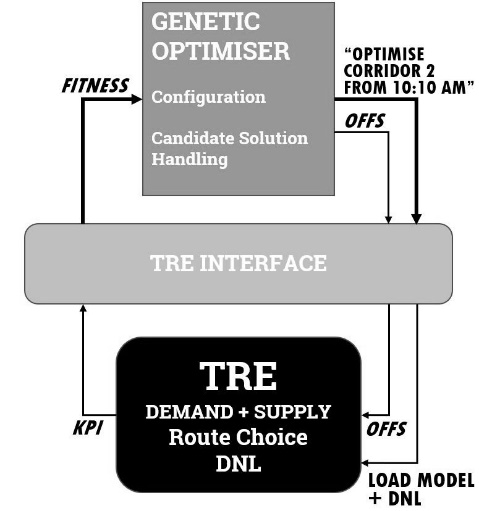 GENETIC
OPTIMISER
Configuration
Candidate Solution
Handling
FITNESS
“OPTIMISE
CORRIDOR 2
FROM 10:10 AM”
OFFS
TRE INTERFACE
TRE
DEMAND + SUPPLY
Route Choice
DNL
KPI
OFFS
LOAD MODEL
+ DNL